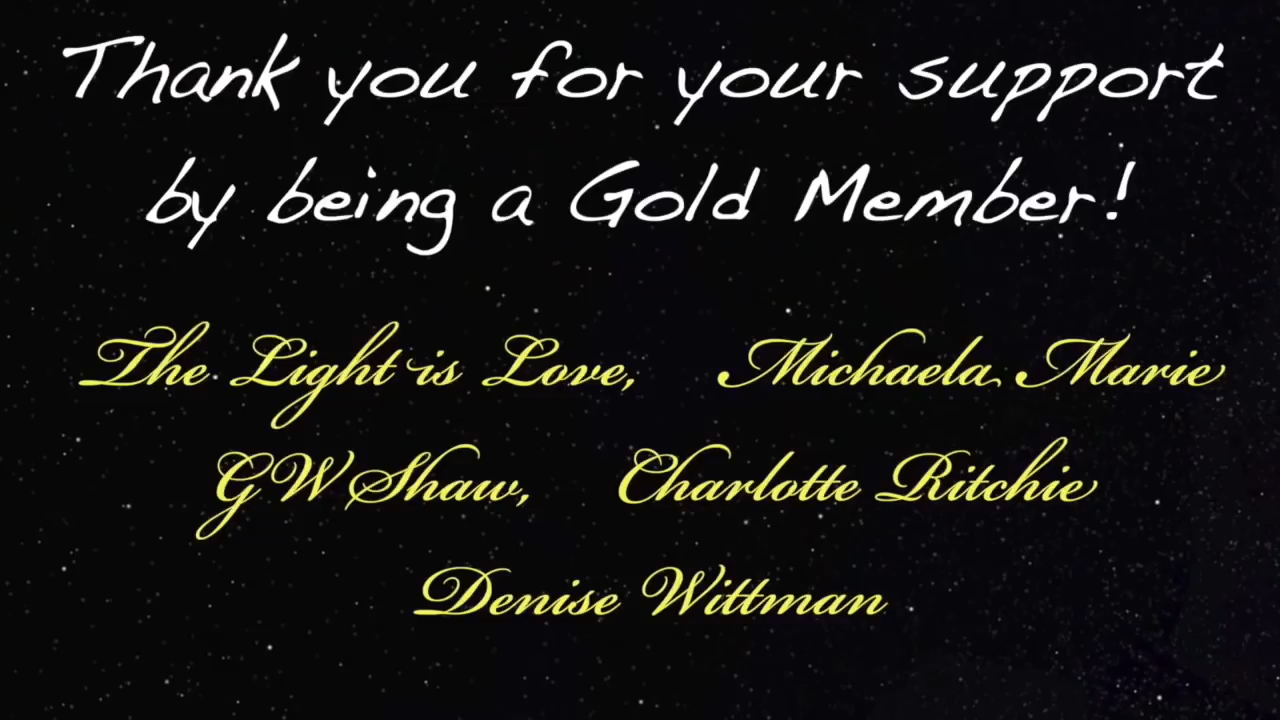 Thank you for your support
by being a Gold Member!
The Light is Love, Michaela Marie
GW Shaw, Charlotte Ritchie
Denise Wittman